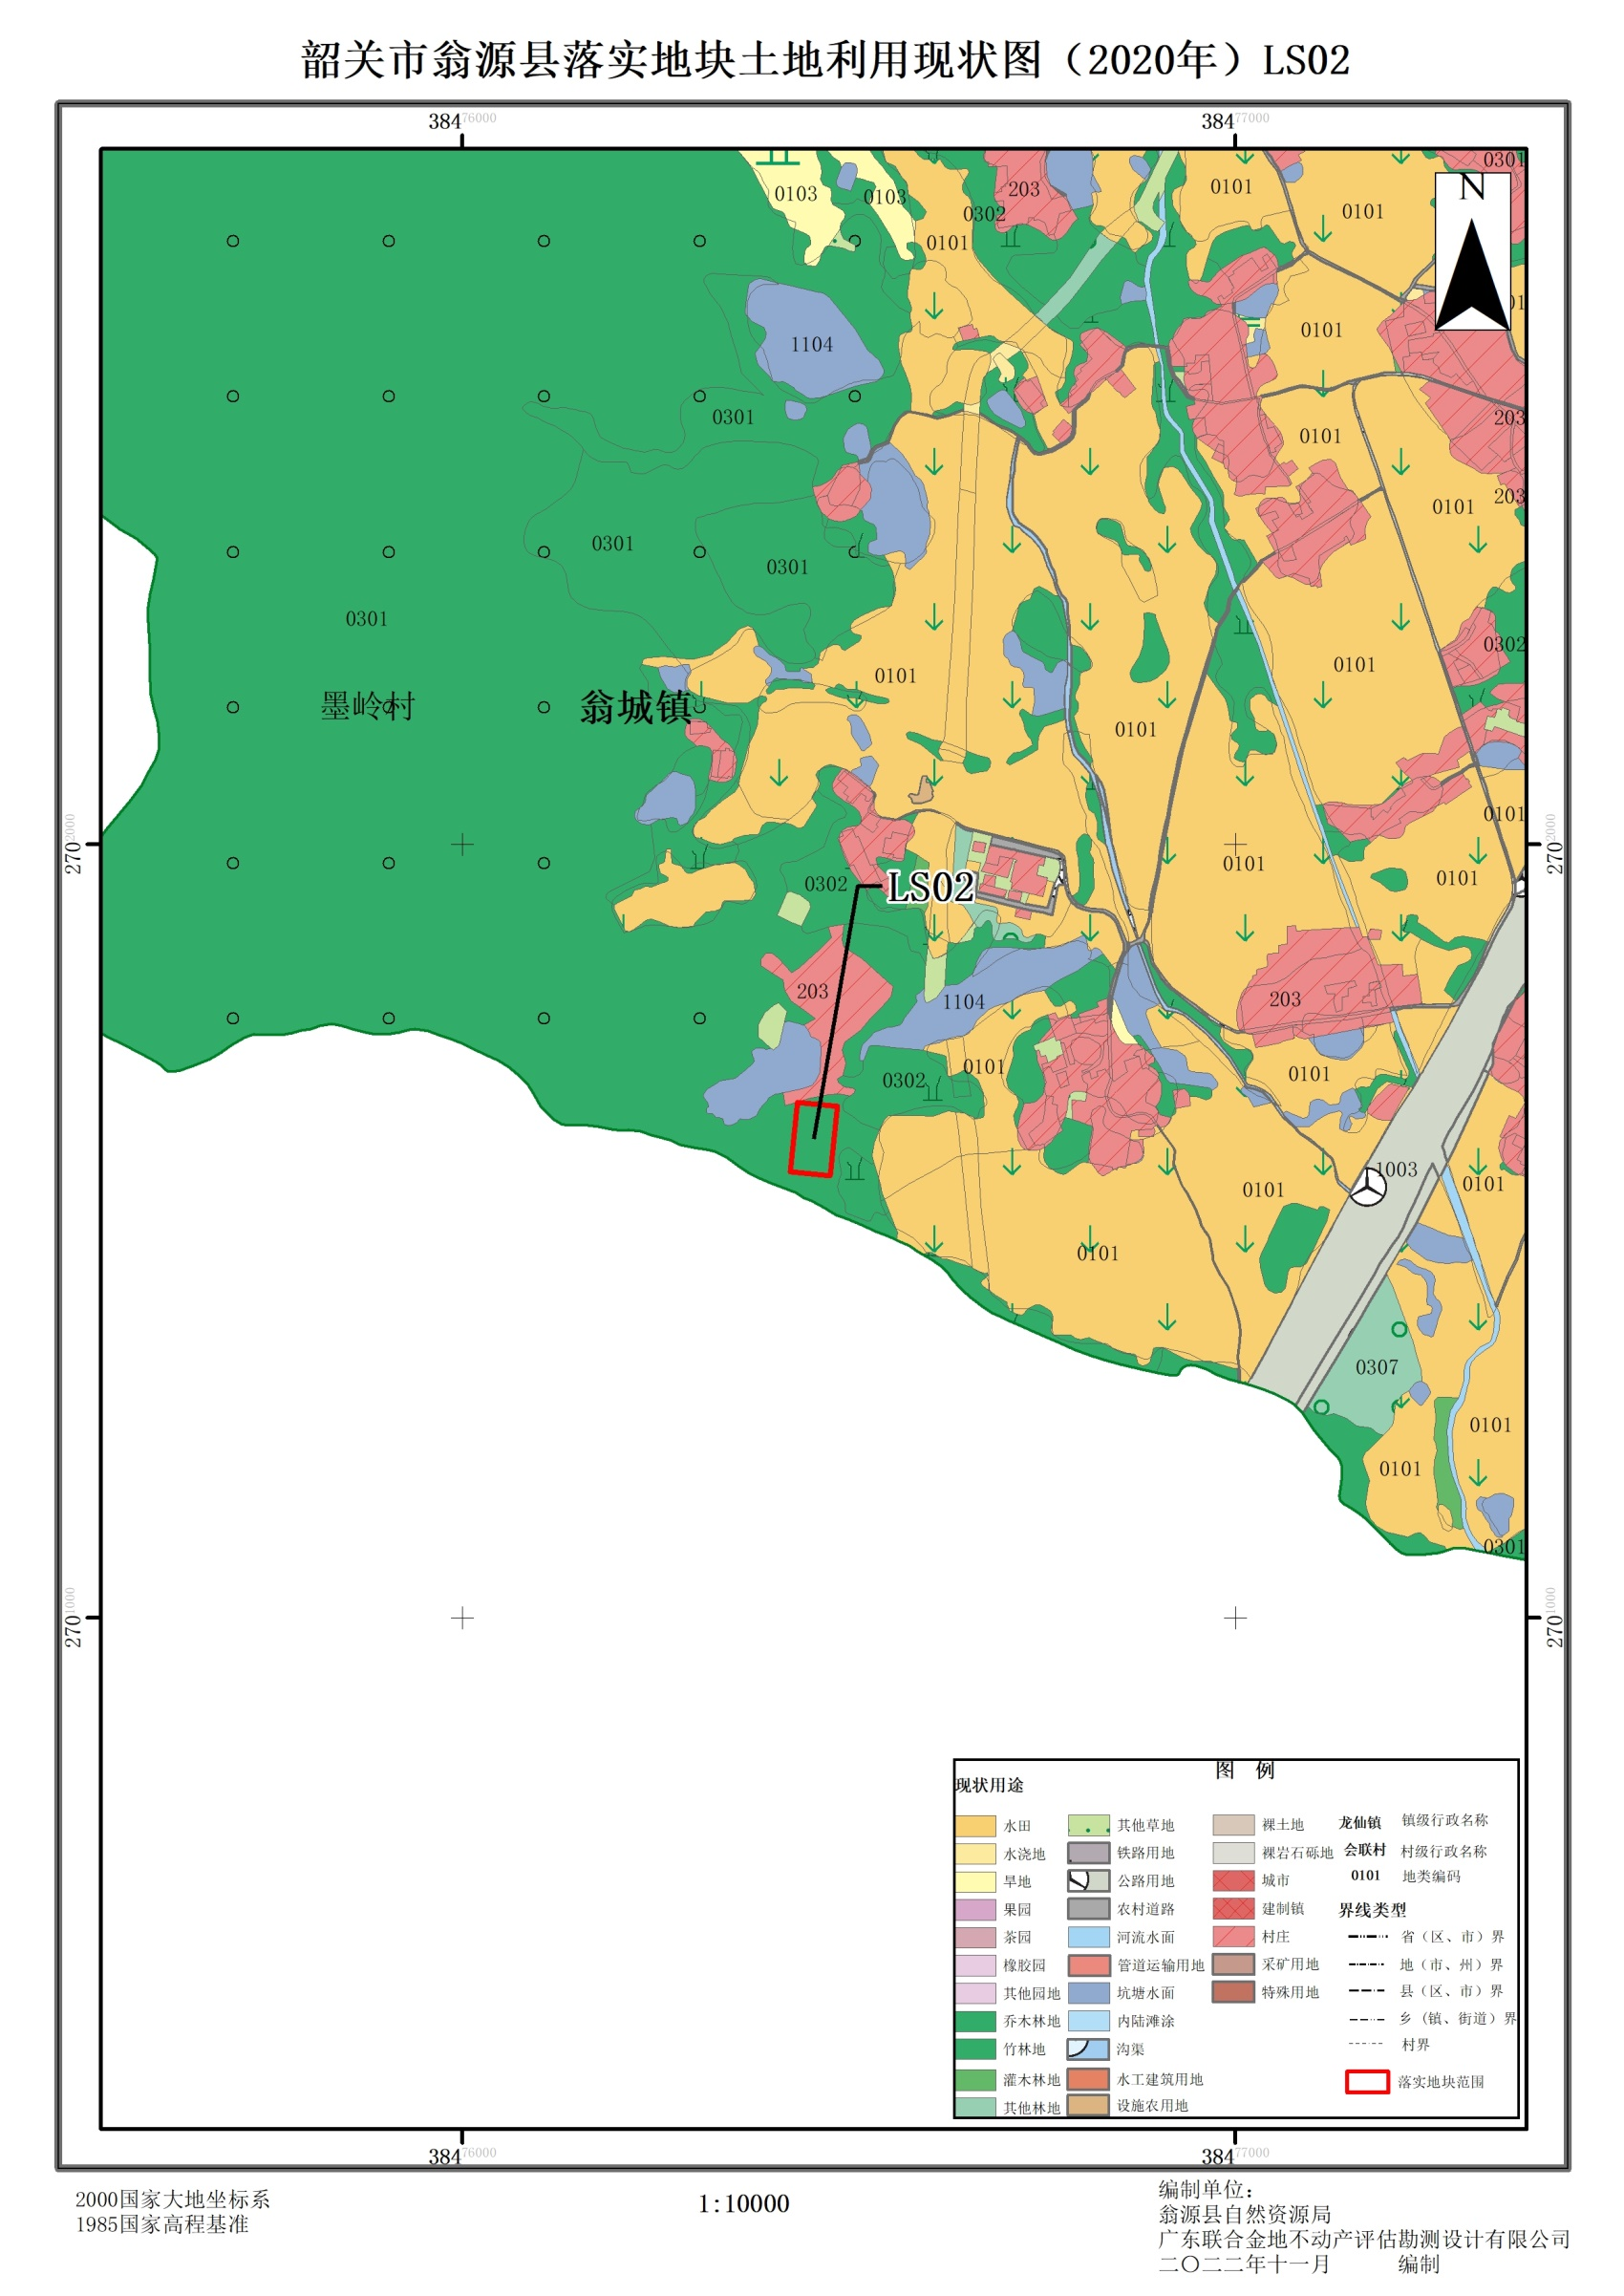 韶关市翁源县落实地块土地利用现状图（2020年）LS02
38476000
38477000
0301
0103
0103
203
0101
0101
0302
0101
N
0101
1104
0301
0101
203
203
0101
0301
0301
0301
0302
0101
0101
墨岭村
翁城镇
0101
0101
2702000
2702000
0101
0101
0302
LS02
203
1104
203
0302
0101
0101
1003
0101
0101
0101
0307
0101
0101
0301
2701000
2701000
图 例
现状用途
水田
水浇地
旱地
果园
茶园
橡胶园
其他园地
乔木林地
竹林地
灌木林地
其他林地
其他草地
铁路用地
公路用地
农村道路
河流水面
管道运输用地
坑塘水面
内陆滩涂
沟渠
水工建筑用地
设施农用地
裸土地
裸岩石砾地
城市
建制镇
村庄
采矿用地
特殊用地
龙仙镇 镇级行政名称
会联村 村级行政名称
0101 地类编码
界线类型
省（区、市）界
地（市、州）界
县（区、市）界
乡（镇、街道）界
村界
落实地块范围
38476000
38477000
2000国家大地坐标系
1985国家高程基准
1:10000
编制单位：
翁源县自然资源局
广东联合金地不动产评估勘测设计有限公司
二〇二二年十一月 编制